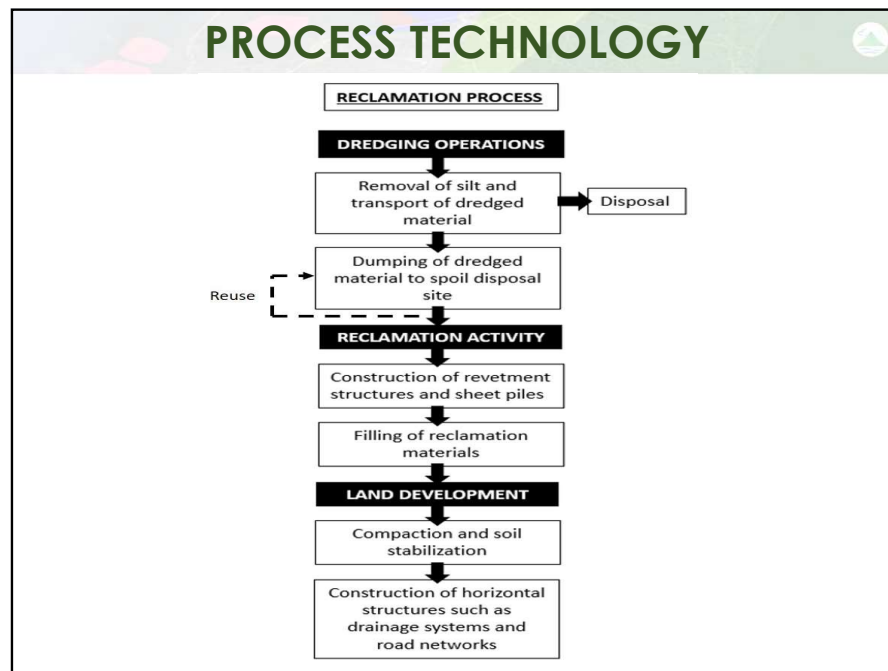 PROCESS TECHNOLOGY
RECLAMATION PROCESS
DREDGING OPERATIONS
Removal of silt and
transport of dredged
material
Disposal
Dumping of dredged
material to spoil disposal
site
Reuse
RECLAMATION ACTIVITY
Construction of revetment
structures and sheet piles
Filling of reclamation
materials
LAND DEVELOPMENT
Compaction and soil
stabilization
Construction of horizontal
structures such as
drainage systems and
road networks